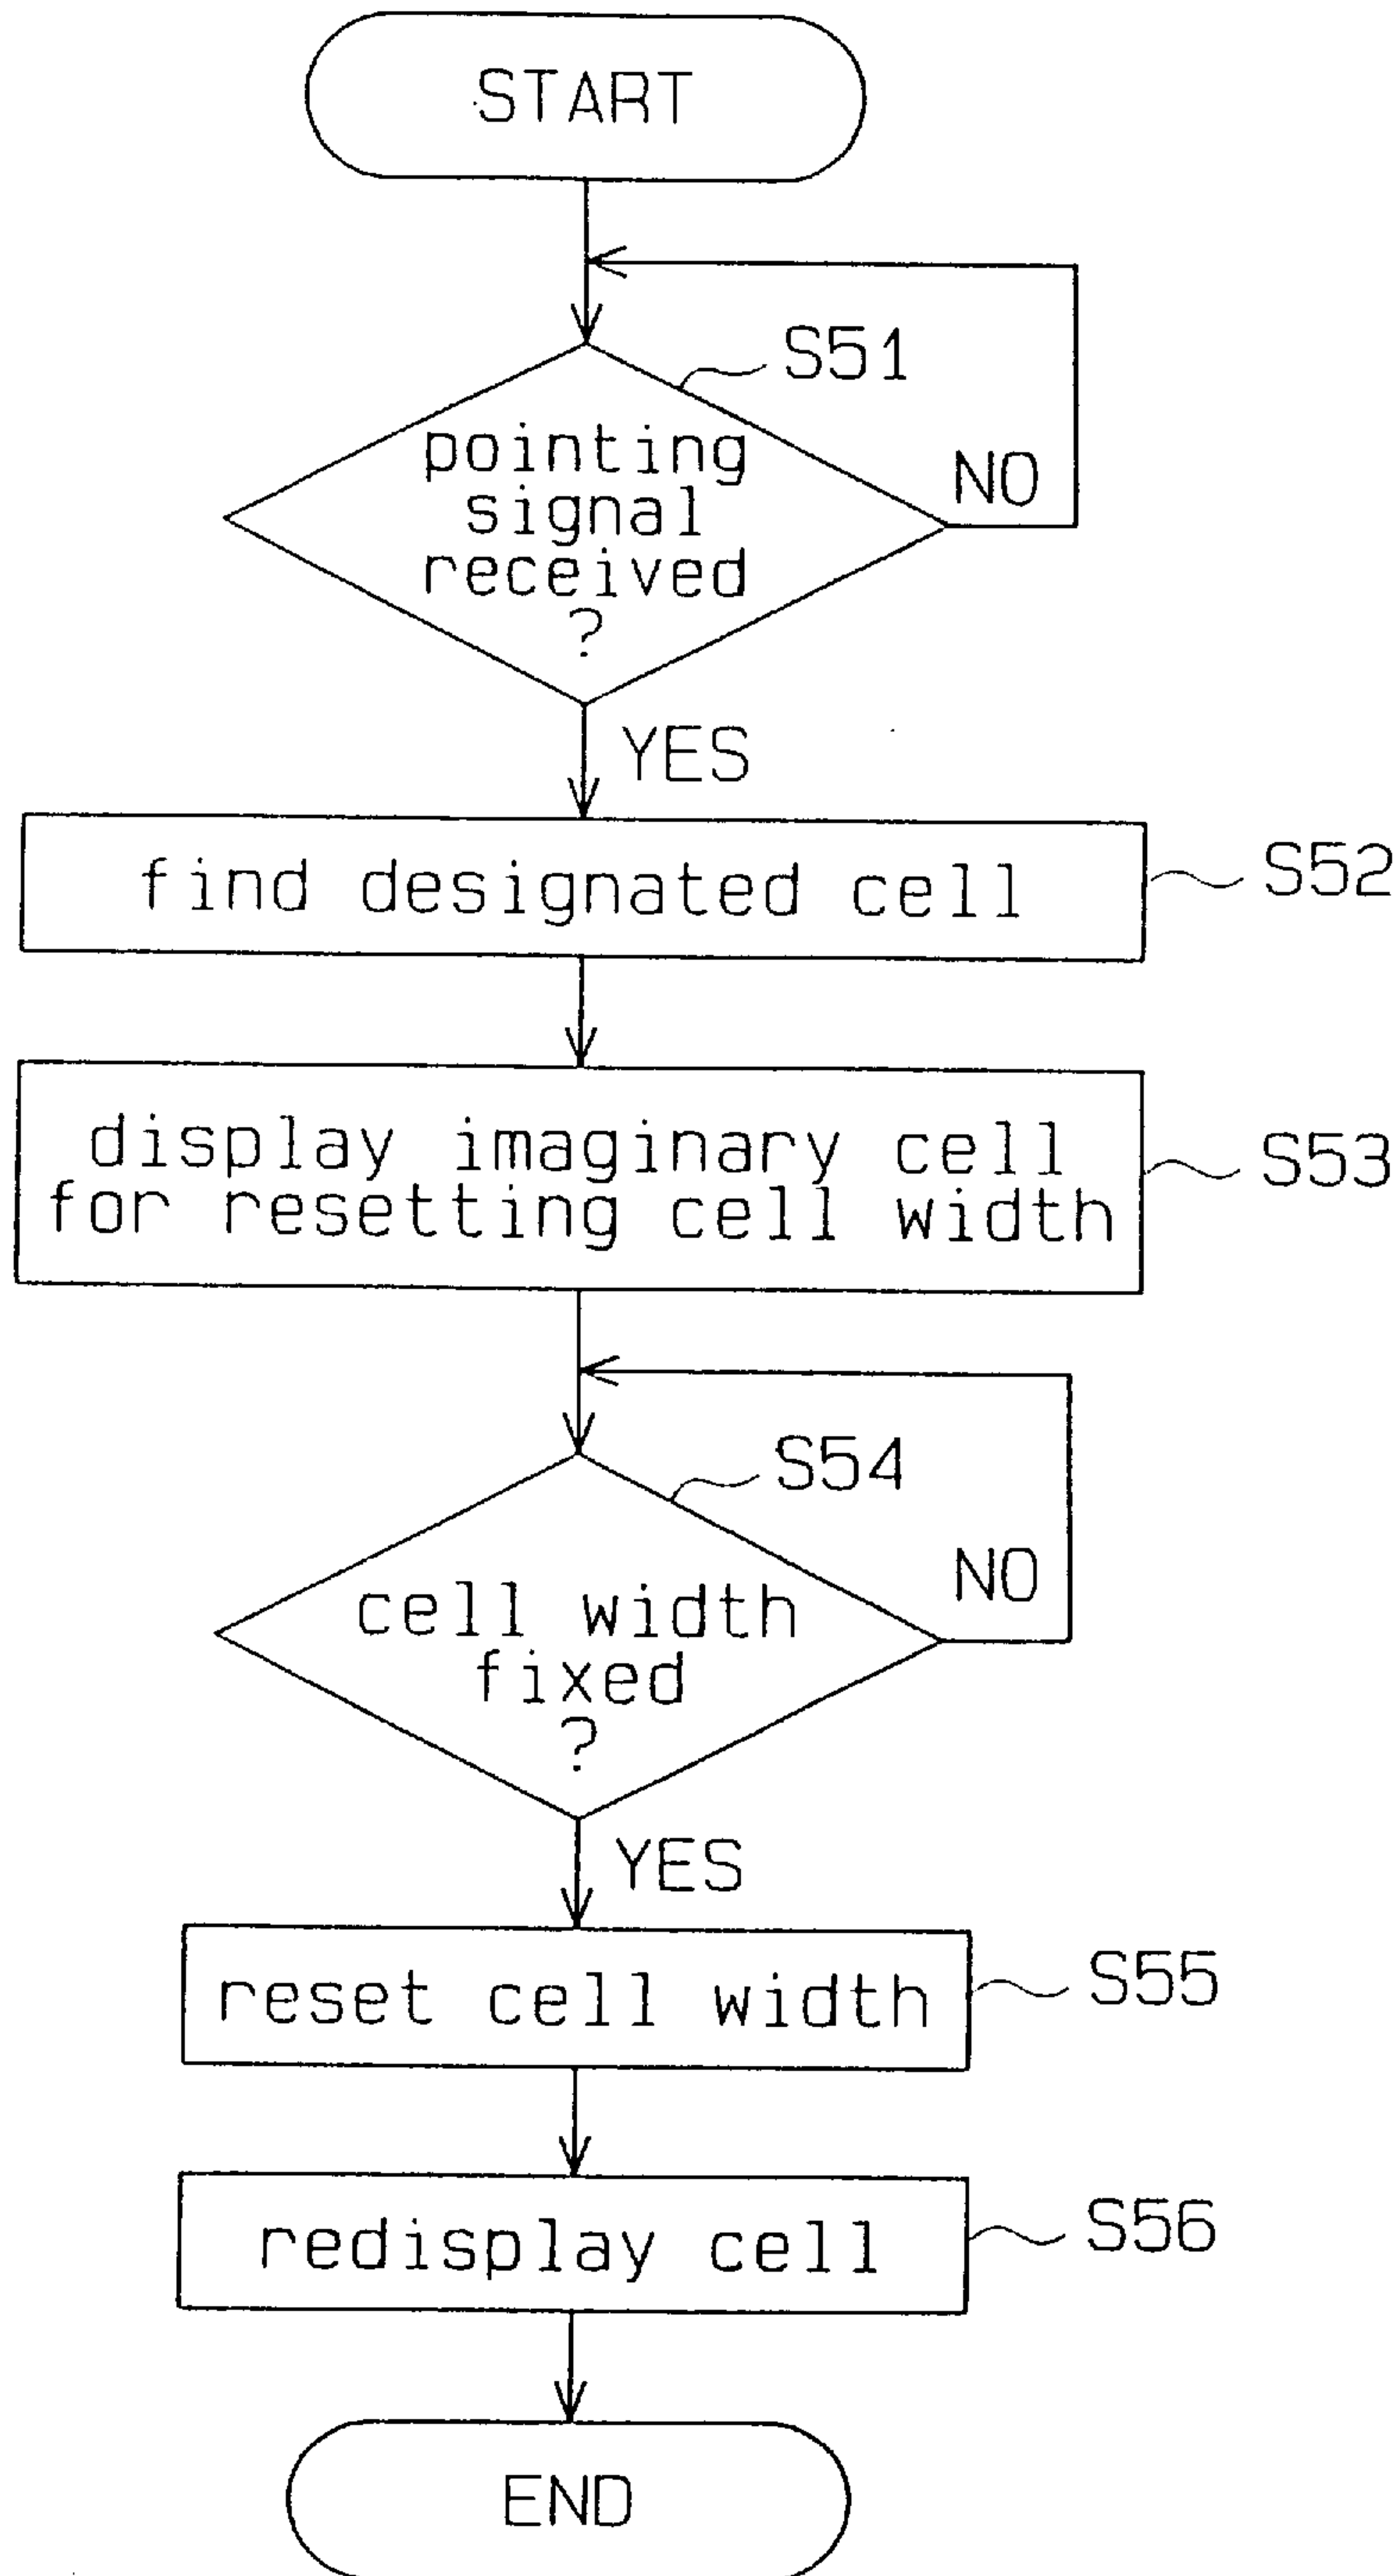 START
S51
pointing
signal
received
?
NO
YES
find designated cell
S52
display imaginary cell
for resetting cell width
S53
S54
cell width
fixed
?
NO
YES
reset cell width
S55
redisplay cell
S56
END